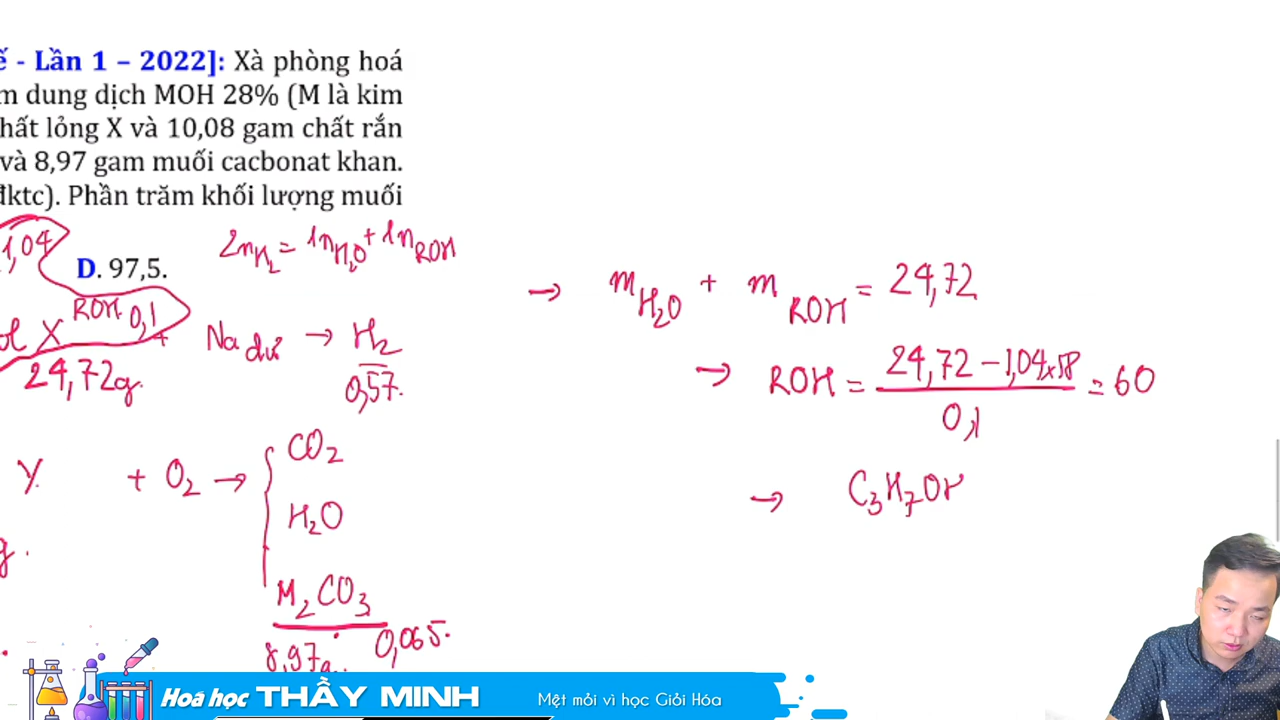 ế - Lần 1 – 2022]: Xà phòng hoá
m dung dịch MOH 28% (M là kim
hất lỏng X và 10,08 gam chất rắn
và 8,97 gam muối cacbonat khan.
đktc). Phần trăm khối lượng muối
1,04
2nH2 = 1nH2O + 1nROH
D. 97,5.
ROH 0,1
X + Na dư → H2
24,72g.
0,57.
→ mH2O + mROH = 24,72
→ ROH = (24,72 – 1,04x18)/0,1 = 60
→ C3H7OH
Y + O2 → { CO2
H2O
g.
M2CO3
8,97g. 0,065.
Hoá học THẦY MINH
Mệt mỏi vì học Giỏi Hóa